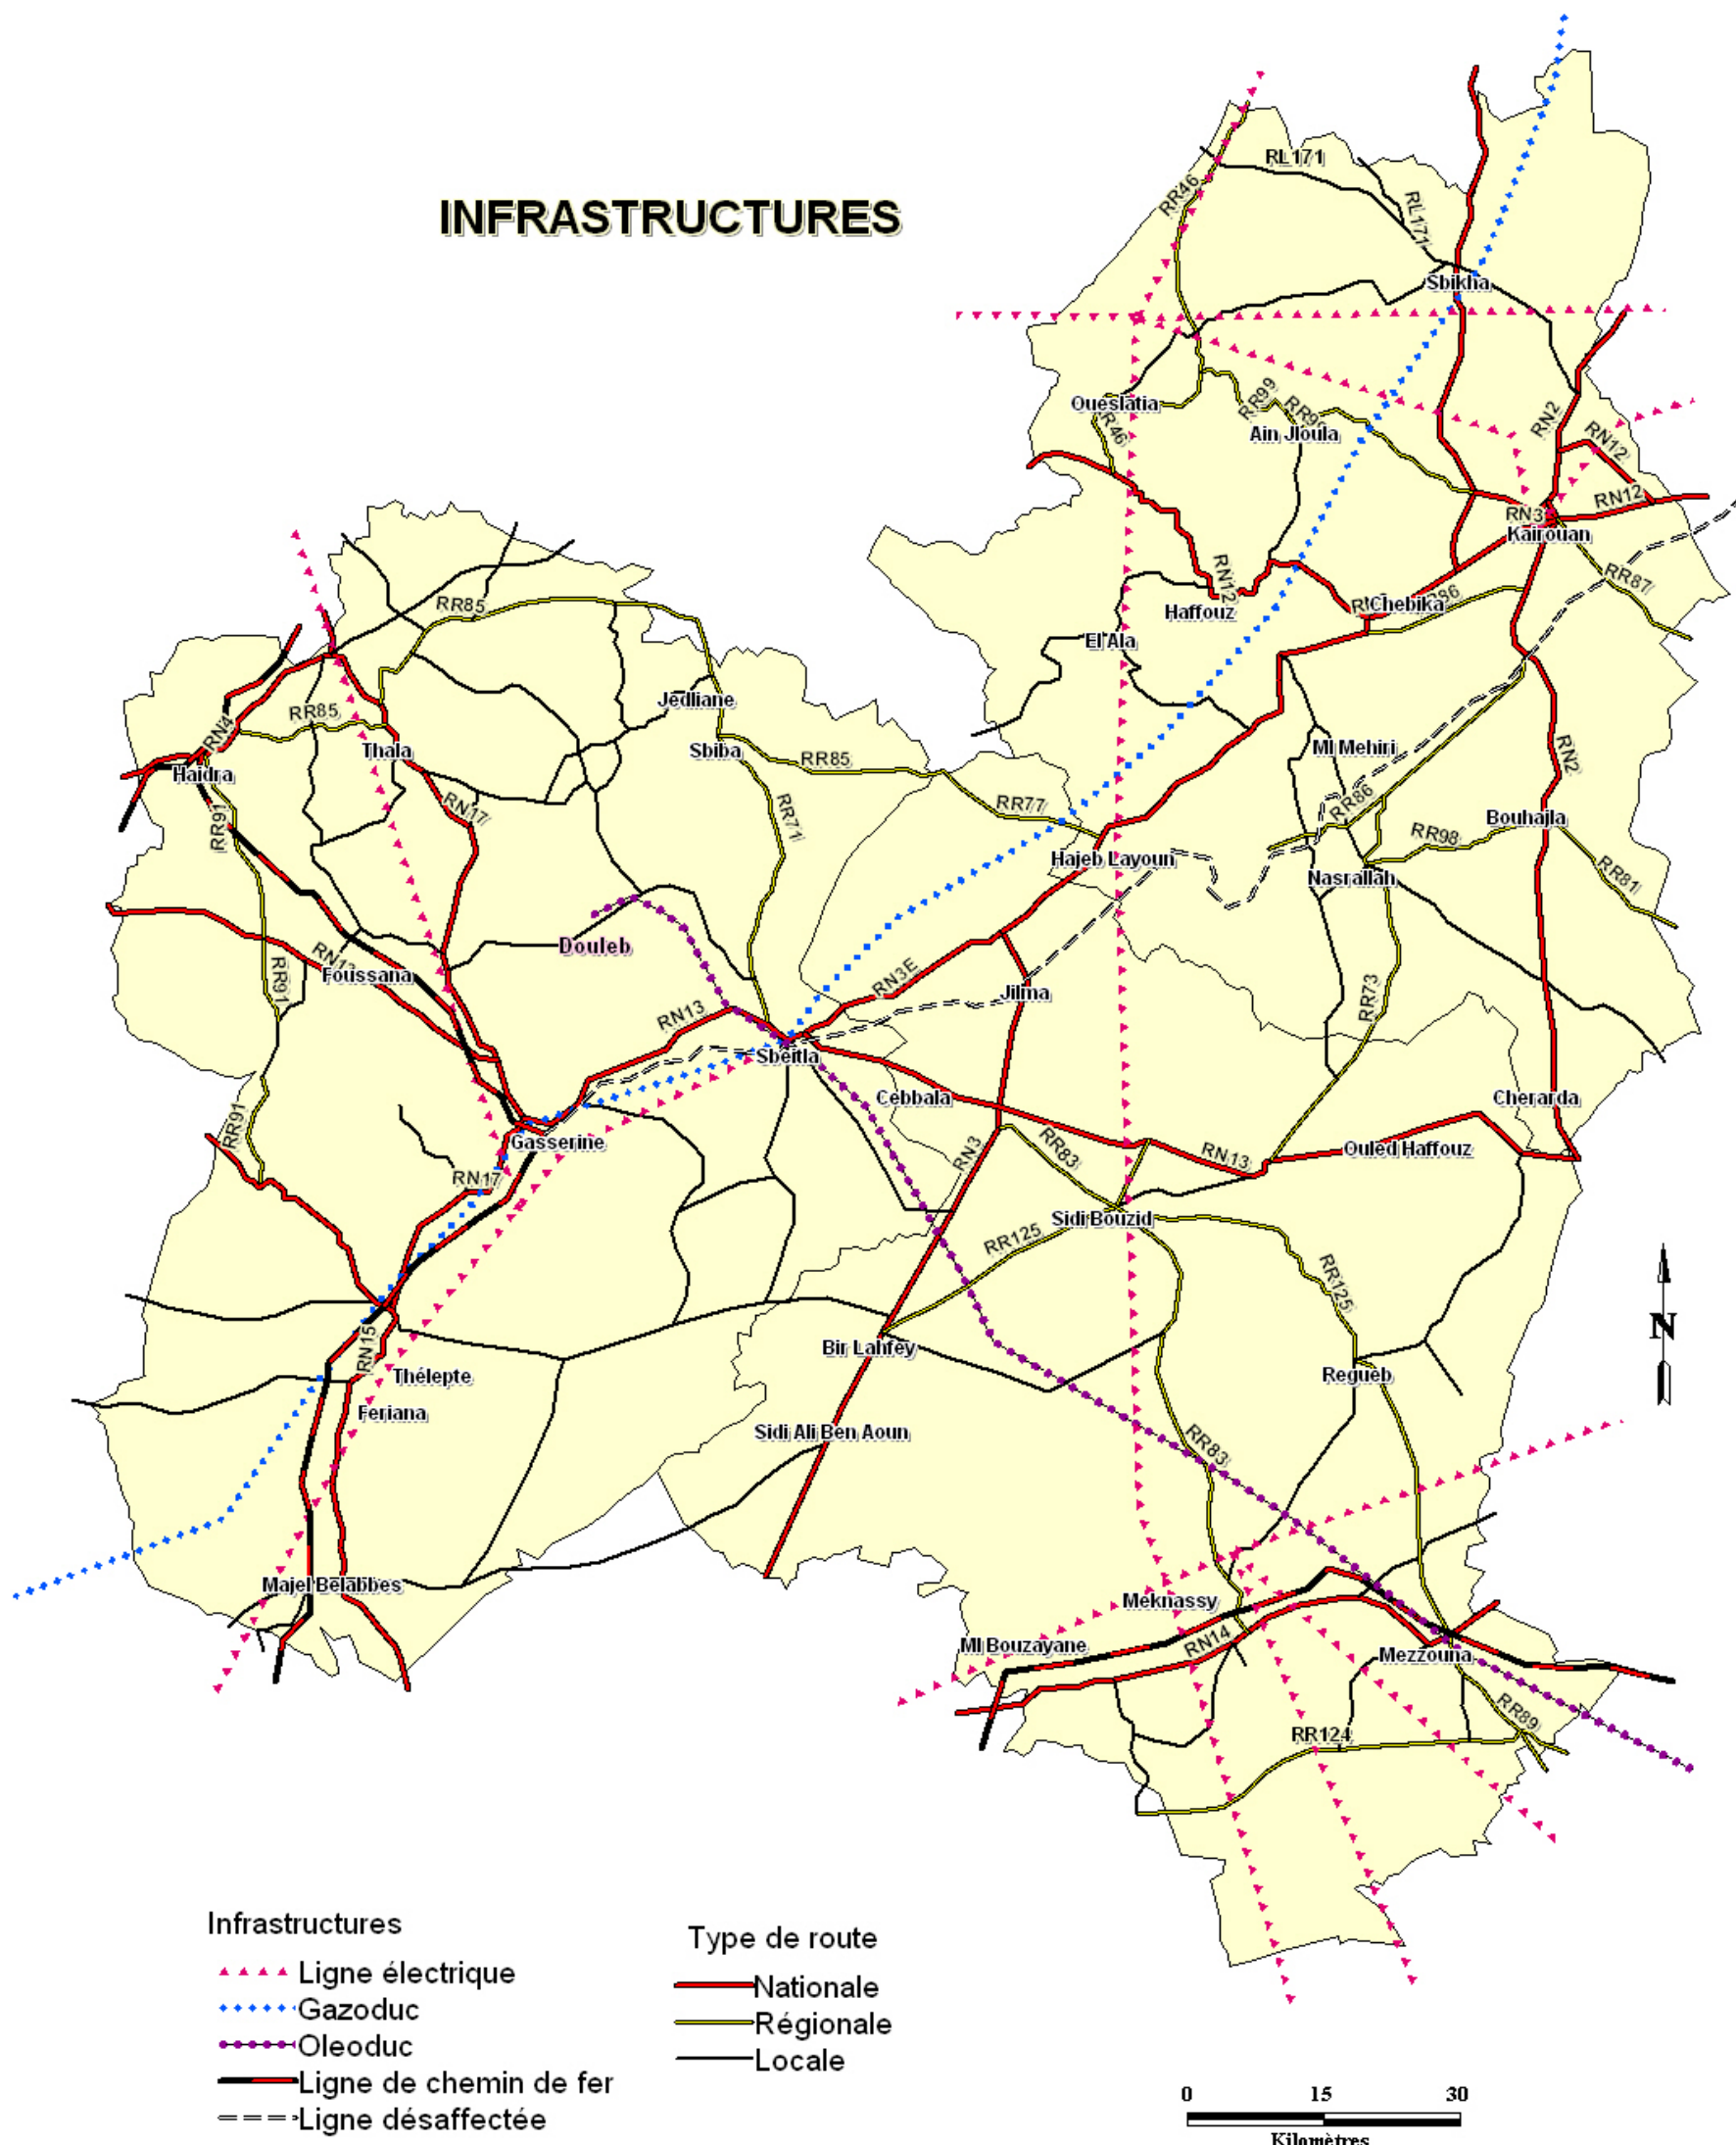 INFRASTRUCTURES
RL171
RR46
RL171
Sbikha
Oueslatia
RR99
RR46
Ain Jloula
RN2
RN12
RN12
RN3
Kairouan
RR87
RN12
Haffouz
Chebika
El Ala
RR85
RR85
Jedliane
RN4
Thala
Sbiba
RR85
Ml Mehiri
RN2
Haidra
RR91
RN17
RR71
RR77
RR86
Bouhajla
RR98
Hajeb Layoun
Nasrallah
RR81
Douleb
RN13
Foussana
RR91
RN3E
Jilma
RR73
RN13
Sbeitla
Cebbala
Cherarda
RR91
Gasserine
RN3
RR83
RN13
Ouled Haffouz
RN17
Sidi Bouzid
RR125
RR125
RN15
Bir Lahfey
Thélepte
Regueb
Feriana
Sidi Ali Ben Aoun
RR83
Majel Belabbes
Meknassy
Ml Bouzayane
RN14
Mezzouna
RR89
RR124
N
Infrastructures
Ligne électrique
Gazoduc
Oleoduc
Ligne de chemin de fer
Ligne désaffectée
Type de route
Nationale
Régionale
Locale
0 15 30
Kilomètres